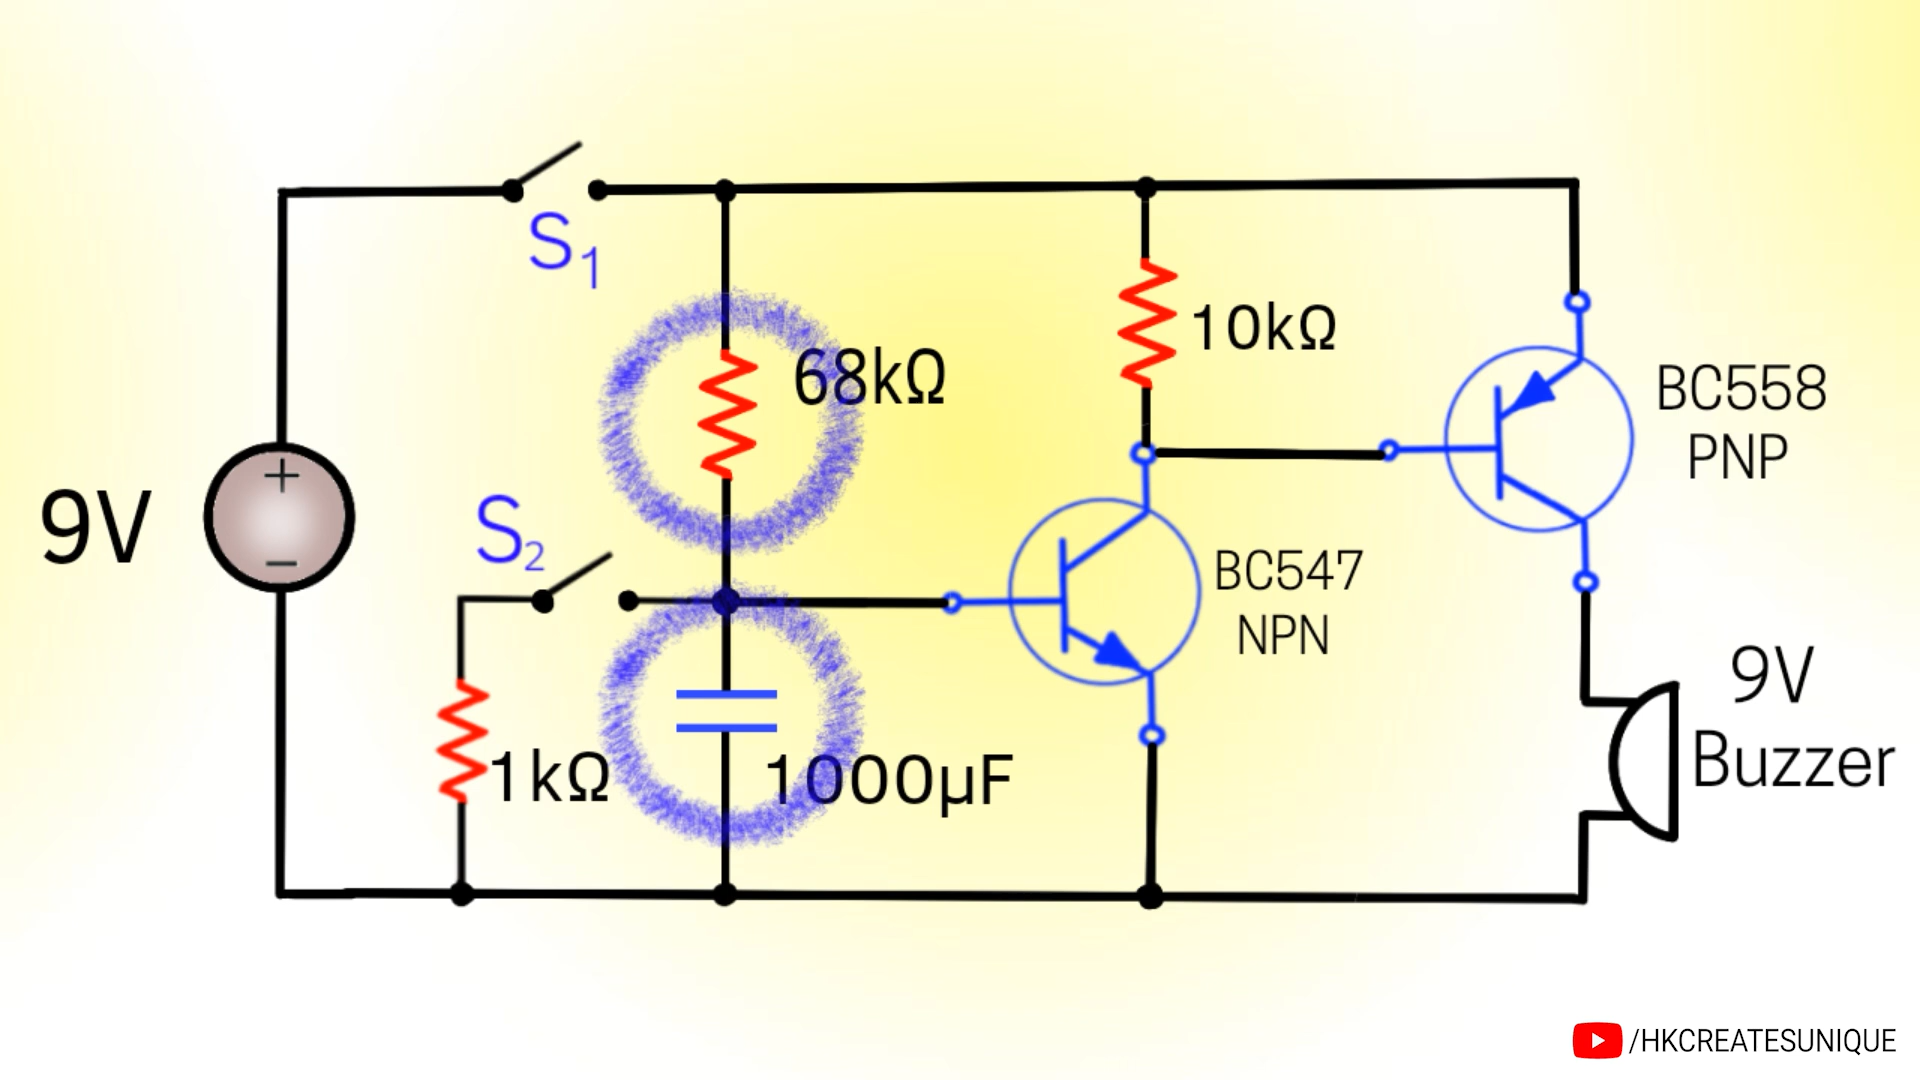 S1
68kΩ
10kΩ
BC558
PNP
+
9V
−
S2
BC547
NPN
9V
Buzzer
1kΩ
1000µF
/HKCREATESUNIQUE